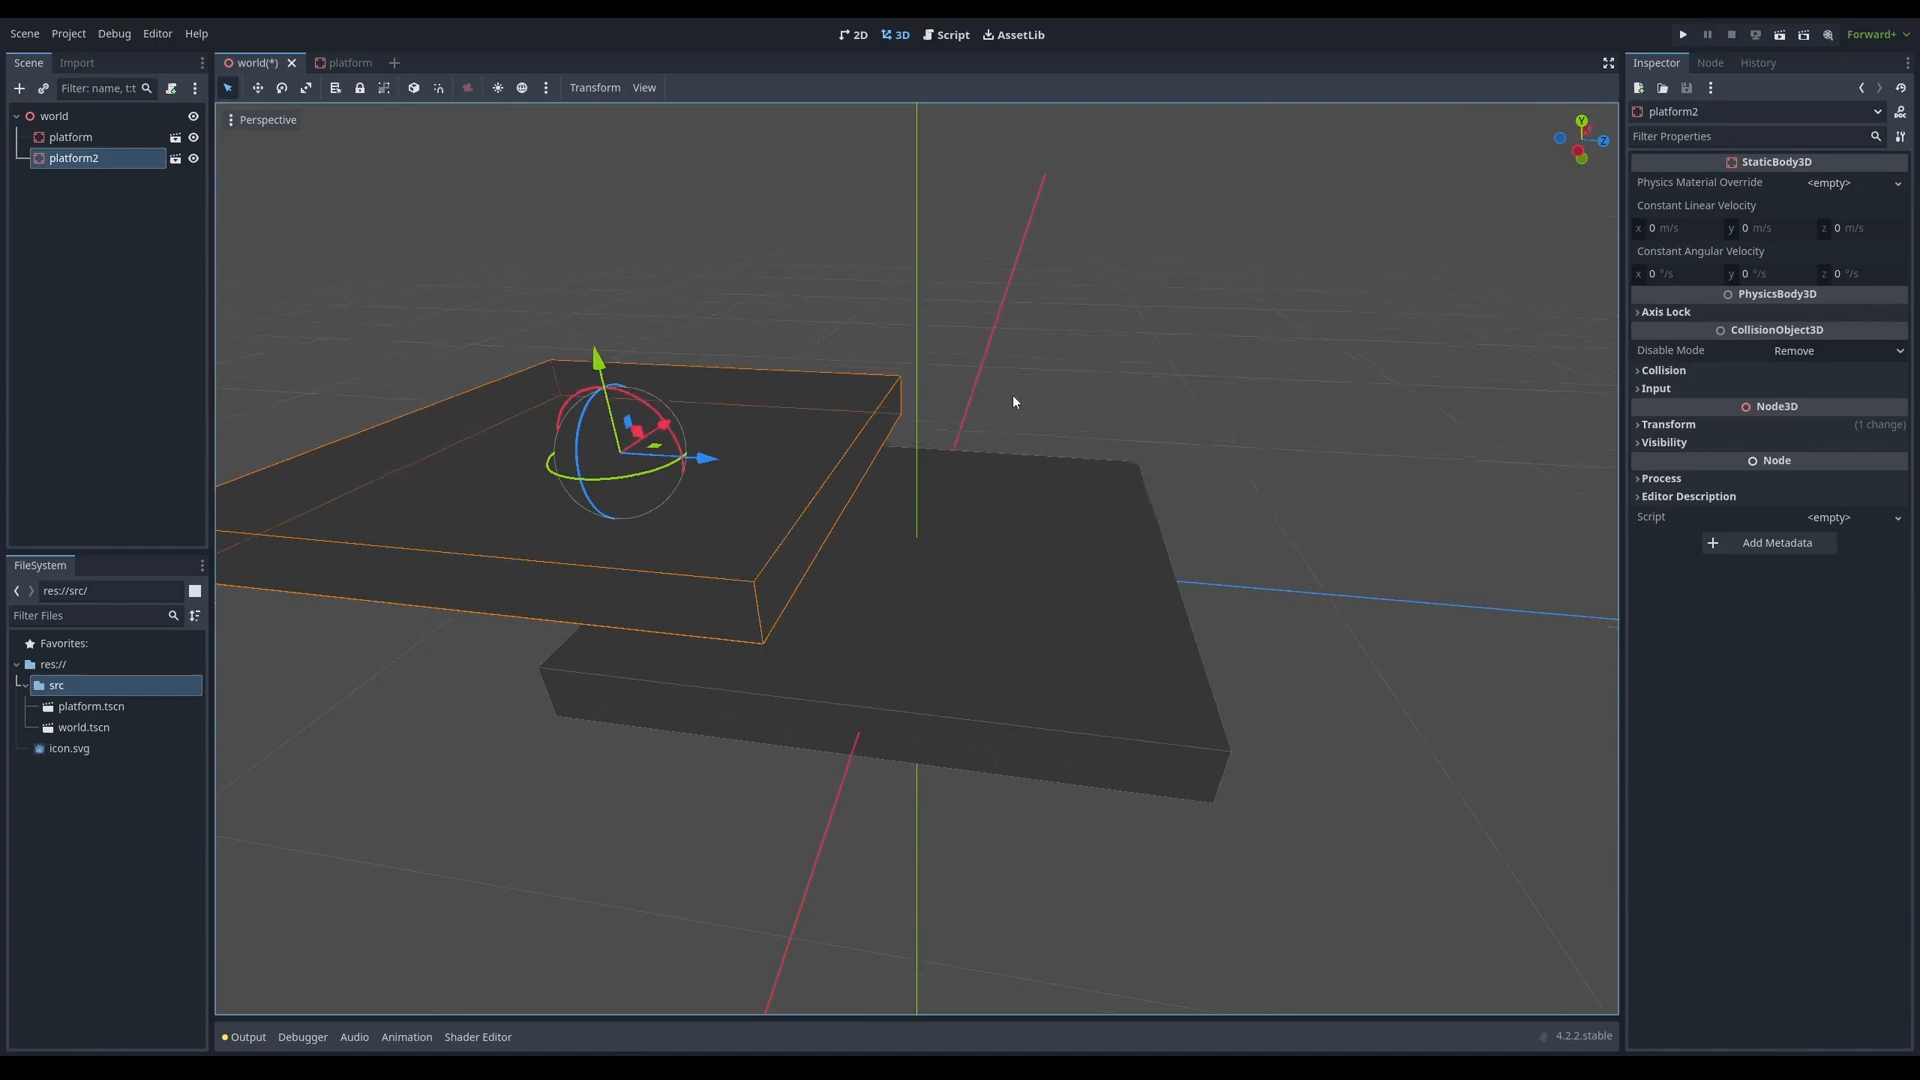 Scene Project Debug Editor Help
2D 3D Script AssetLib
Forward+
Scene Import
world(*) platform
Inspector Node History
Filter: name, t:t
Transform View
world
platform
platform2
Perspective
Y
Z
platform2
Filter Properties
StaticBody3D
Physics Material Override <empty>
Constant Linear Velocity
x 0 m/s y 0 m/s z 0 m/s
Constant Angular Velocity
x 0 °/s y 0 °/s z 0 °/s
PhysicsBody3D
Axis Lock
CollisionObject3D
Disable Mode Remove
Collision
Input
Node3D
Transform (1 change)
Visibility
Node
Process
Editor Description
Script <empty>
Add Metadata
FileSystem
res://src/
Filter Files
Favorites:
res://
src
platform.tscn
world.tscn
icon.svg
Output Debugger Audio Animation Shader Editor
4.2.2.stable